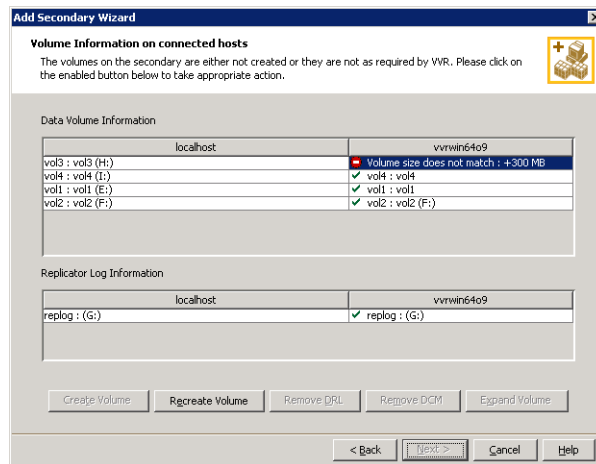 Add Secondary Wizard
Volume Information on connected hosts
The volumes on the secondary are either not created or they are not as required by VVR. Please click on
the enabled button below to take appropriate action.
Data Volume Information
localhost vvrwin64o9
vol3 : vol3 (H:) Volume size does not match : +300 MB
vol4 : vol4 (I:) vol4 : vol4
vol1 : vol1 (E:) vol1 : vol1
vol2 : vol2 (F:) vol2 : vol2 (F:)
Replicator Log Information
localhost vvrwin64o9
replog : (G:) replog : (G:)
Create Volume Recreate Volume Remove DRL Remove DCM Expand Volume
< Back Next > Cancel Help